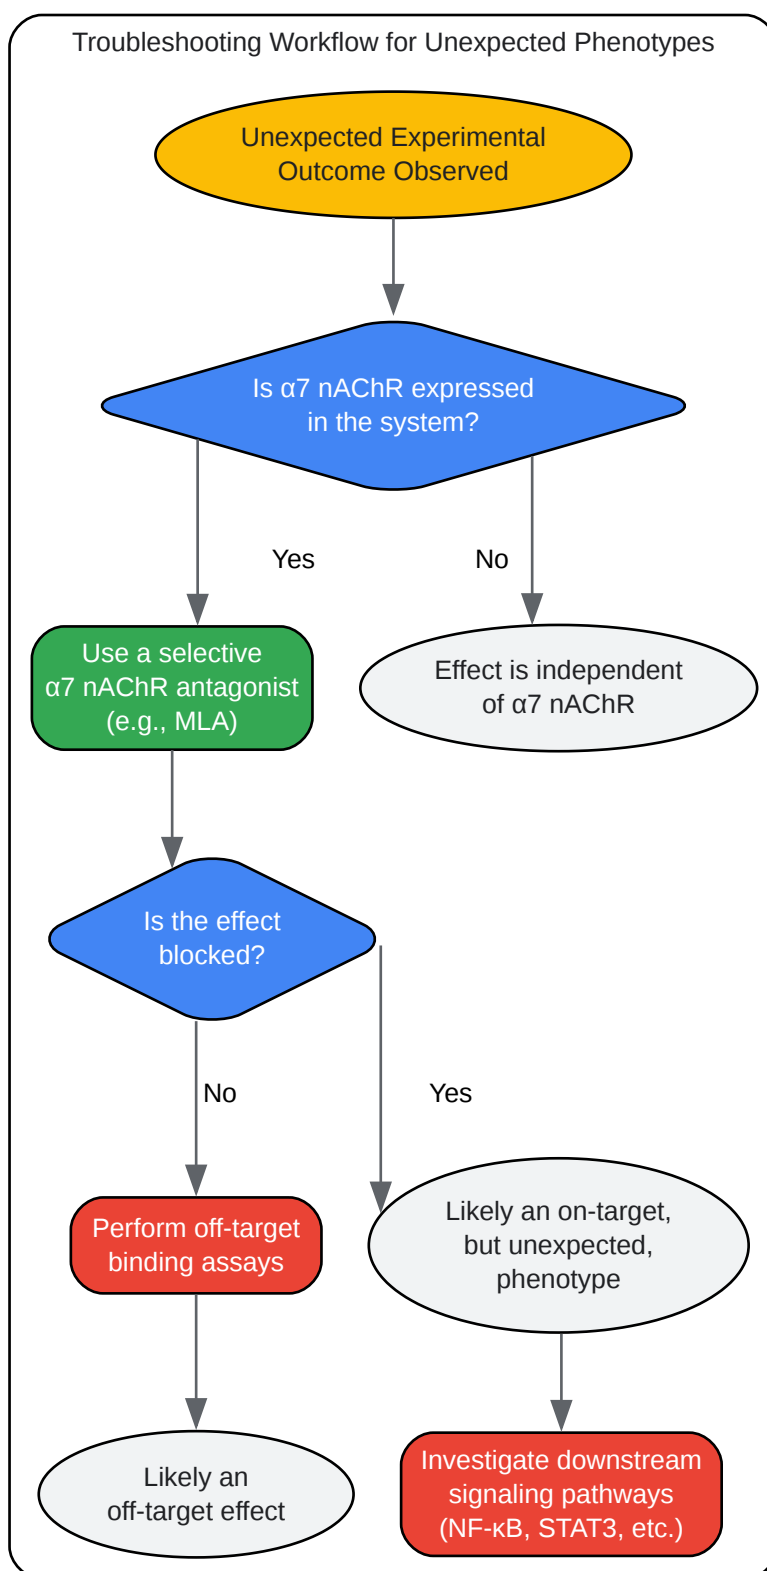 Troubleshooting Workflow for Unexpected Phenotypes
Unexpected Experimental
Outcome Observed
Is α7 nAChR expressed
in the system?
Yes
No
Use a selective
α7 nAChR antagonist
(e.g., MLA)
Effect is independent
of α7 nAChR
Is the effect
blocked?
No
Yes
Perform off-target
binding assays
Likely an on-target,
but unexpected,
phenotype
Likely an
off-target effect
Investigate downstream
signaling pathways
(NF-κB, STAT3, etc.)